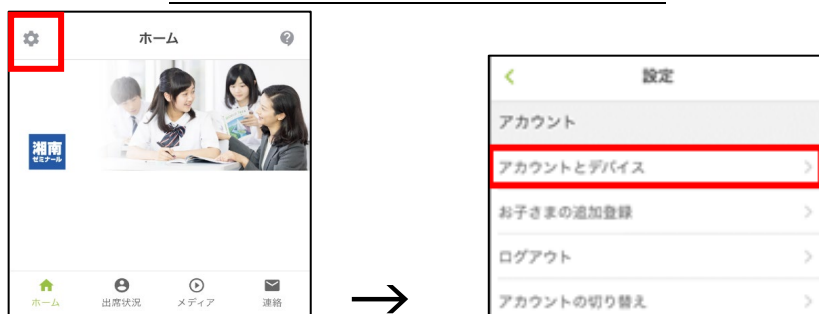 ホーム
湘南
ゼミナール
ホーム
出席状況
メディア
連絡
設定
アカウント
アカウントとデバイス
お子さまの追加登録
ログアウト
アカウントの切り替え